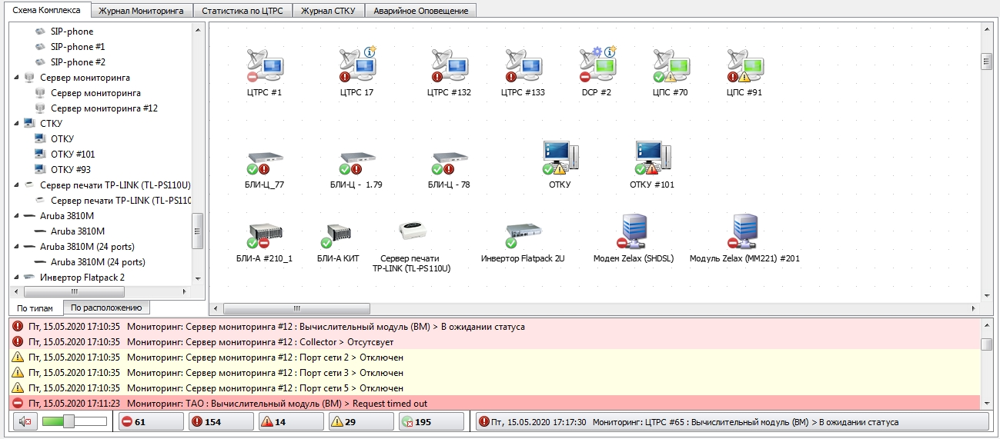 Схема Комплекса
Журнал Мониторинга
Статистика по ЦТРС
Журнал СТКУ
Аварийное Оповещение
SIP-phone
SIP-phone #1
SIP-phone #2
Сервер мониторинга
Сервер мониторинга
Сервер мониторинга #12
СТКУ
ОТКУ
ОТКУ #101
ОТКУ #93
Сервер печати TP-LINK (TL-PS110U)
Сервер печати TP-LINK (TL-PS110
Aruba 3810M
Aruba 3810M
Aruba 3810M (24 ports)
Aruba 3810M (24 ports)
Инвертор Flatpack 2
По типам
По расположению
ЦТРС #1
ЦТРС 17
ЦТРС #132
ЦТРС #133
DCP #2
ЦПС #70
ЦПС #91
БЛИ-Ц_77
БЛИ-Ц - 1.79
БЛИ-Ц - 78
ОТКУ
ОТКУ #101
БЛИ-А #210_1
БЛИ-А КИТ
Сервер печати
TP-LINK (TL-PS110U)
Инвертор Flatpack 2U
Модем Zelax (SHDSL)
Модуль Zelax (MM221) #201
Пт, 15.05.2020 17:10:35 Мониторинг: Сервер мониторинга #12 : Вычислительный модуль (ВМ) > В ожидании статуса
Пт, 15.05.2020 17:10:35 Мониторинг: Сервер мониторинга #12 : Collector > Отсутсвует
Пт, 15.05.2020 17:10:35 Мониторинг: Сервер мониторинга #12 : Порт сети 2 > Отключен
Пт, 15.05.2020 17:10:35 Мониторинг: Сервер мониторинга #12 : Порт сети 3 > Отключен
Пт, 15.05.2020 17:10:35 Мониторинг: Сервер мониторинга #12 : Порт сети 5 > Отключен
Пт, 15.05.2020 17:11:23 Мониторинг: ТАО : Вычислительный модуль (ВМ) > Request timed out
61
154
14
29
195
Пт, 15.05.2020 17:17:30 Мониторинг: ЦТРС #65 : Вычислительный модуль (ВМ) > В ожидании статуса